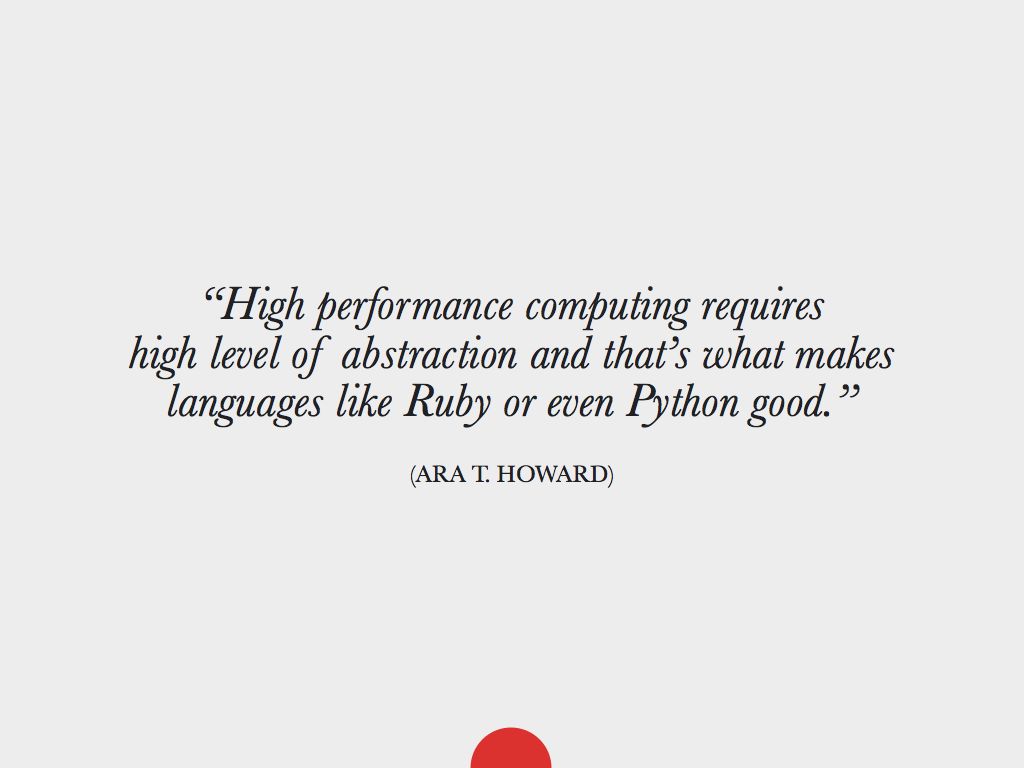 “High performance computing requires
high level of abstraction and that’s what makes
languages like Ruby or even Python good.”
(ARA T. HOWARD)